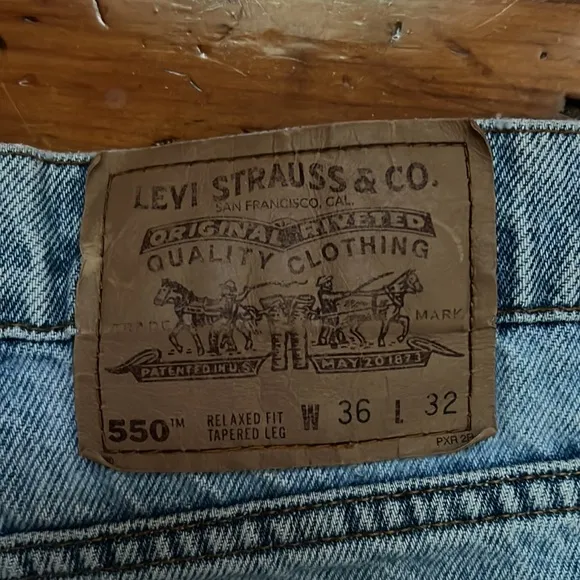 LEVI STRAUSS & CO.
SAN FRANCISCO, CAL.
ORIGINAL RIVETED
QUALITY CLOTHING
TRADE MARK
PATENTED IN U.S. MAY 20 1873
550™ RELAXED FIT W 36 L 32
TAPERED LEG
PXR